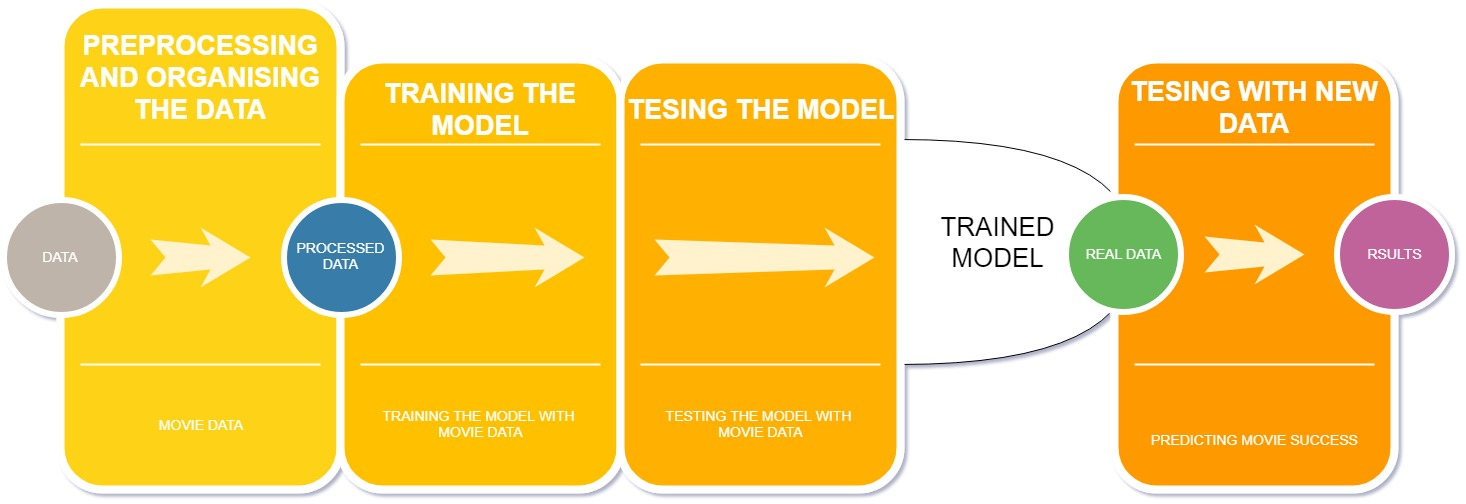 PREPROCESSING
AND ORGANISING
THE DATA
TRAINING THE
MODEL
TESING THE MODEL
TESING WITH NEW
DATA
DATA
PROCESSED
DATA
TRAINED
MODEL
REAL DATA
RSULTS
MOVIE DATA
TRAINING THE MODEL WITH
MOVIE DATA
TESTING THE MODEL WITH
MOVIE DATA
PREDICTING MOVIE SUCCESS